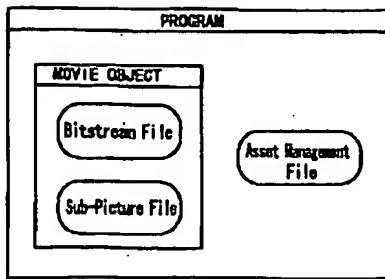 PROGRAM
MOVIE OBJECT
Bitstream File
Sub-Picture File
Asset Management
File